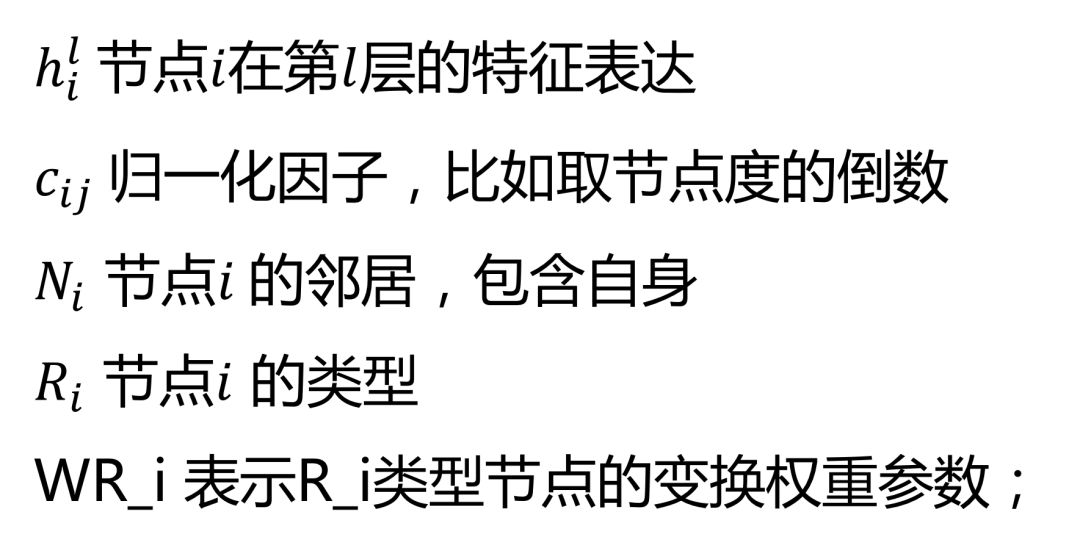 $h_i^l$ 节点$i$在第$l$层的特征表达
$c_{ij}$ 归一化因子，比如取节点度的倒数
$N_i$ 节点$i$ 的邻居，包含自身
$R_i$ 节点$i$ 的类型
WR_i 表示R_i类型节点的变换权重参数；